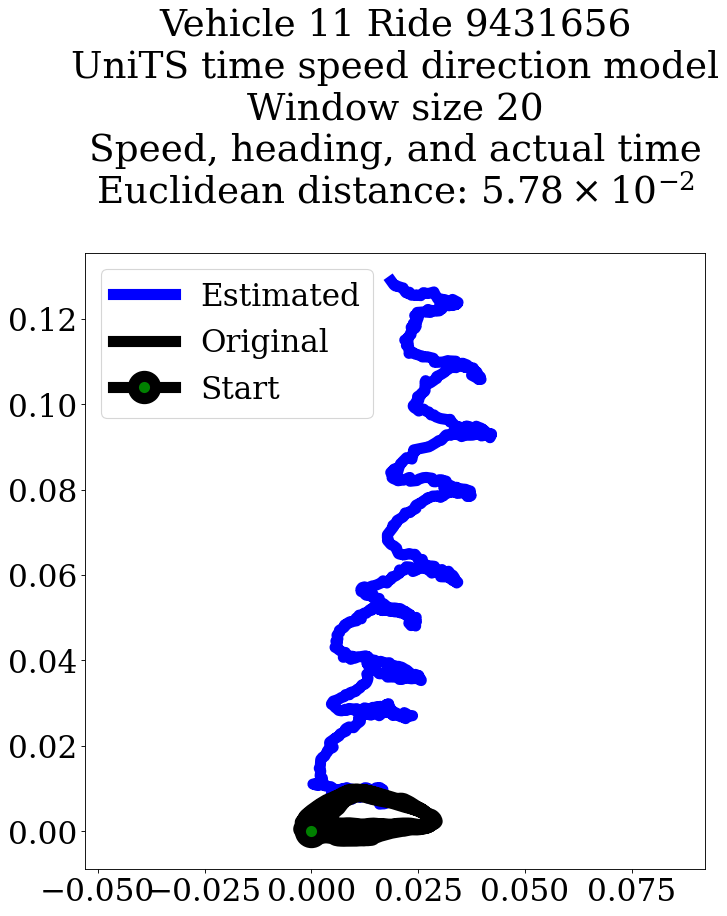 Vehicle 11 Ride 9431656
UniTS time speed direction model
Window size 20
Speed, heading, and actual time
Euclidean distance: 5.78 × 10⁻²
Estimated
Original
Start
0.12
0.10
0.08
0.06
0.04
0.02
0.00
−0.050 −0.025 0.000 0.025 0.050 0.075